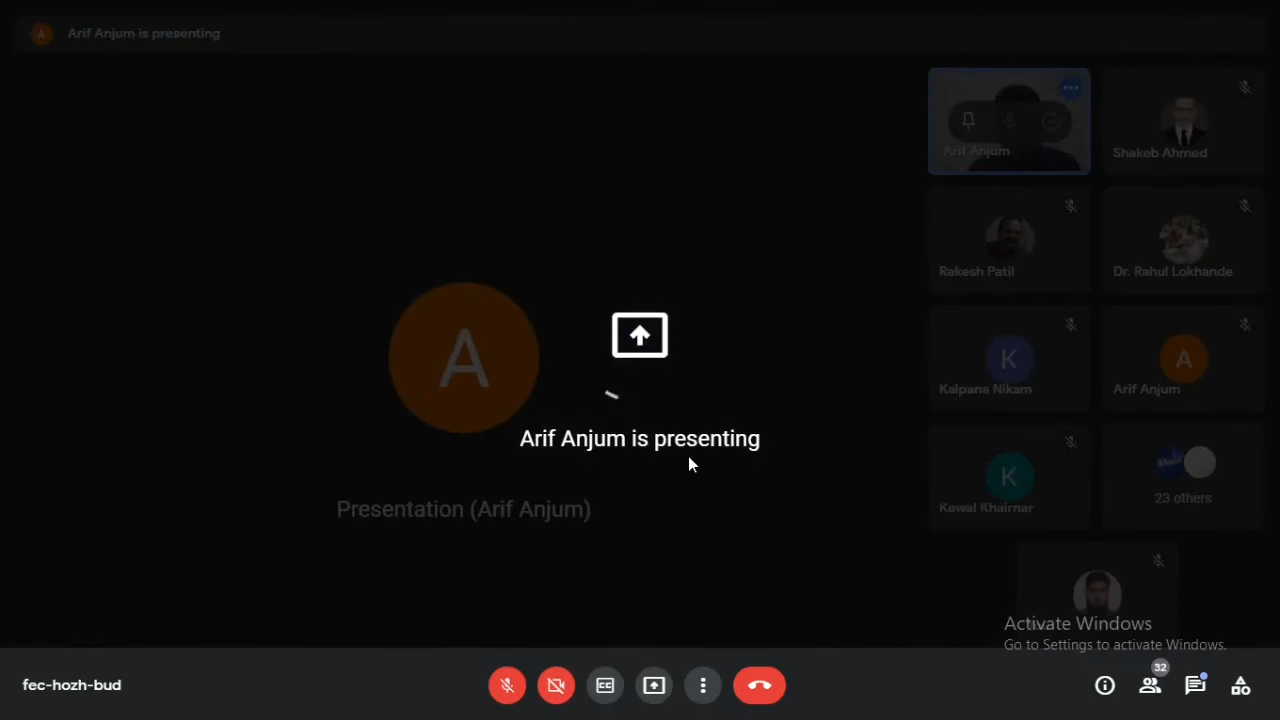 A
Arif Anjum is presenting
Arif Anjum
Shakeb Ahmed
Rakesh Patil
Dr. Rahul Lokhande
A
Arif Anjum is presenting
Presentation (Arif Anjum)
K
Kalpana Nikam
A
Arif Anjum
K
Kewal Khairnar
23 others
Activate Windows
Go to Settings to activate Windows.
fec-hozh-bud
CC
32